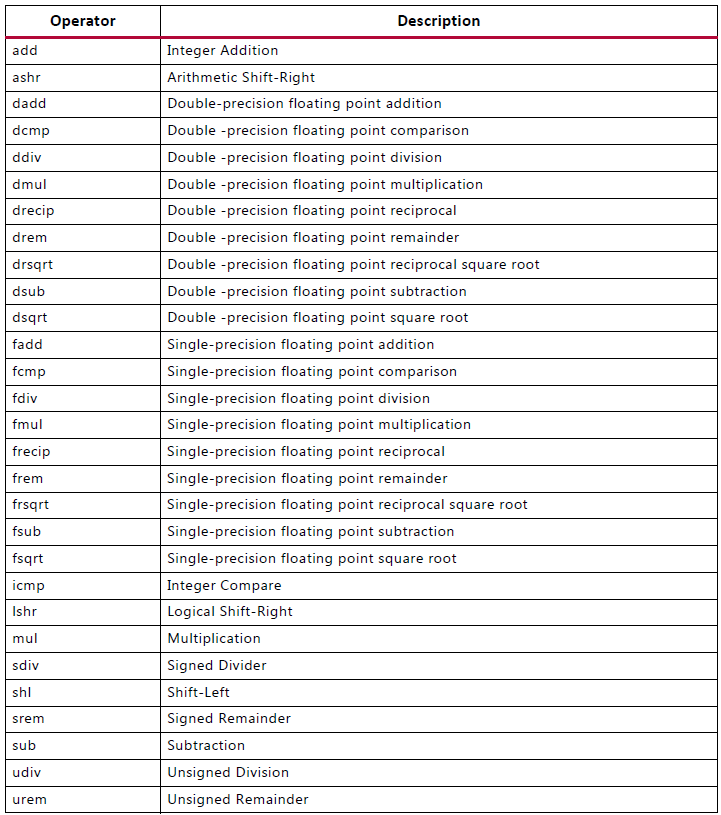 Operator Description
add Integer Addition
ashr Arithmetic Shift-Right
dadd Double-precision floating point addition
dcmp Double -precision floating point comparison
ddiv Double -precision floating point division
dmul Double -precision floating point multiplication
drecip Double -precision floating point reciprocal
drem Double -precision floating point remainder
drsqrt Double -precision floating point reciprocal square root
dsub Double -precision floating point subtraction
dsqrt Double -precision floating point square root
fadd Single-precision floating point addition
fcmp Single-precision floating point comparison
fdiv Single-precision floating point division
fmul Single-precision floating point multiplication
frecip Single-precision floating point reciprocal
frem Single-precision floating point remainder
frsqrt Single-precision floating point reciprocal square root
fsub Single-precision floating point subtraction
fsqrt Single-precision floating point square root
icmp Integer Compare
lshr Logical Shift-Right
mul Multiplication
sdiv Signed Divider
shl Shift-Left
srem Signed Remainder
sub Subtraction
udiv Unsigned Division
urem Unsigned Remainder